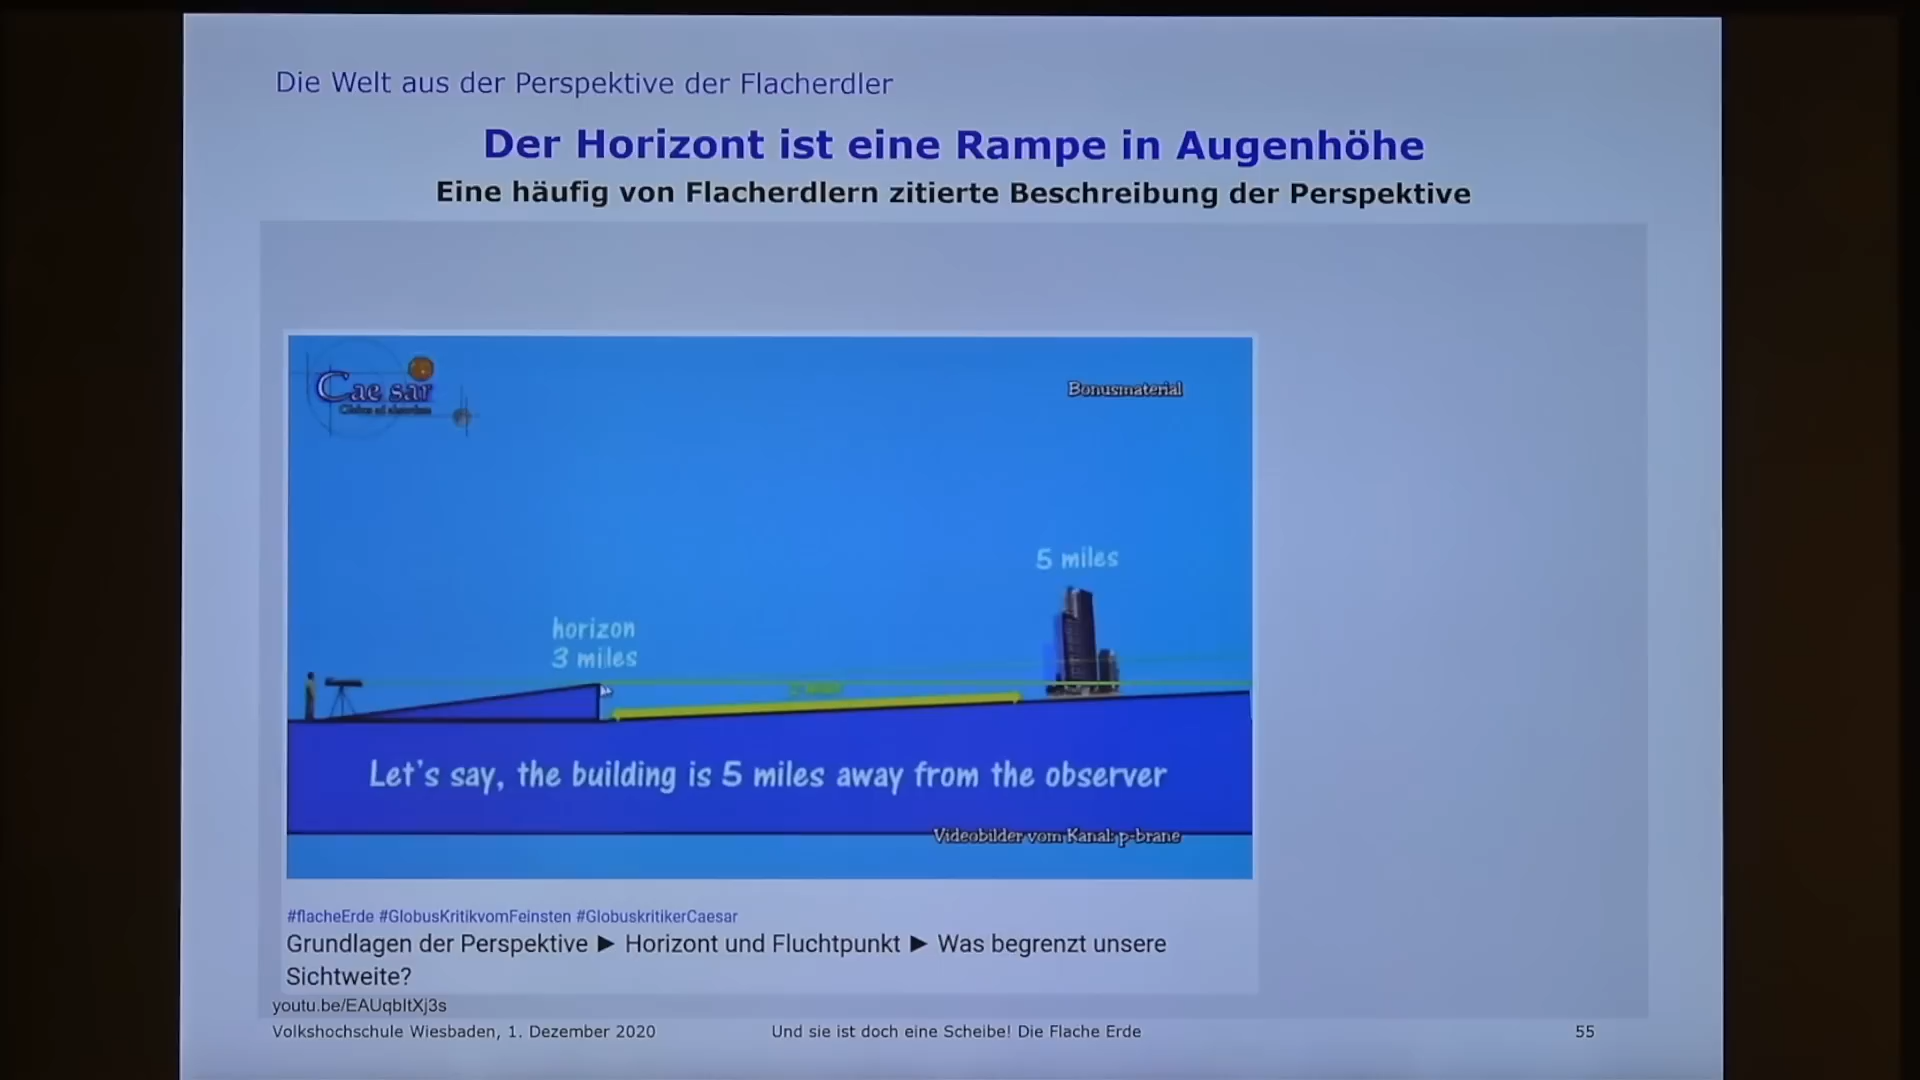 Die Welt aus der Perspektive der Flacherdler
Der Horizont ist eine Rampe in Augenhöhe
Eine häufig von Flacherdlern zitierte Beschreibung der Perspektive
Caesar
Bonusmaterial
5 miles
horizon
3 miles
Let's say, the building is 5 miles away from the observer
Videobilder vom Kanal: p-brane
#flacheErde #GlobusKritikvomFeinsten #GlobuskritikerCaesar
Grundlagen der Perspektive ► Horizont und Fluchtpunkt ► Was begrenzt unsere
Sichtweite?
youtu.be/EAUqbltXj3s
Volkshochschule Wiesbaden, 1. Dezember 2020
Und sie ist doch eine Scheibe! Die Flache Erde
55